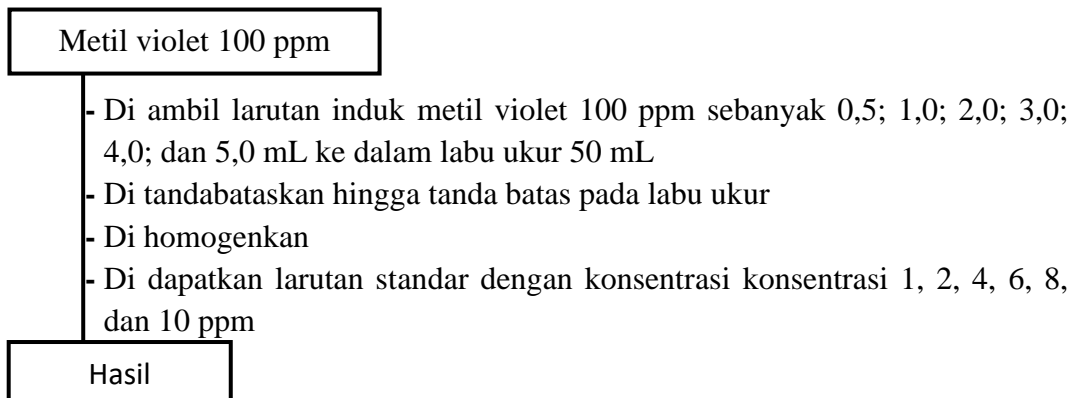 Metil violet 100 ppm
- Di ambil larutan induk metil violet 100 ppm sebanyak 0,5; 1,0; 2,0; 3,0;
4,0; dan 5,0 mL ke dalam labu ukur 50 mL
- Di tandabataskan hingga tanda batas pada labu ukur
- Di homogenkan
- Di dapatkan larutan standar dengan konsentrasi konsentrasi 1, 2, 4, 6, 8,
dan 10 ppm
Hasil